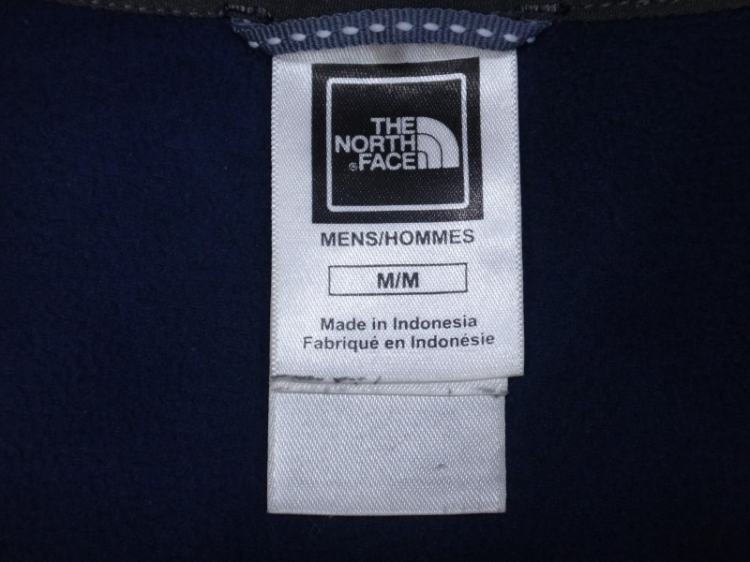 THE
NORTH
®FACE
MENS/HOMMES
M/M
Made in Indonesia
Fabriqué en Indonésie